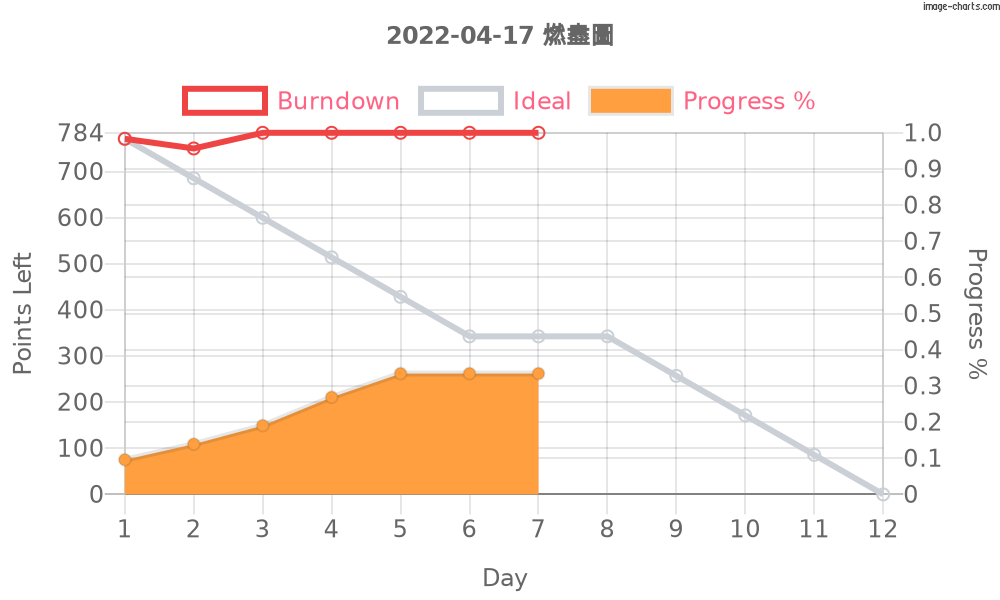 image-charts.com
2022-04-17 燃盡圖
Burndown Ideal Progress %
784 1.0
700 0.9
600 0.8
500 0.7
400 0.6
300 0.5
200 0.4
100 0.3
0 0.2
0.1
0
Points Left
Progress %
1 2 3 4 5 6 7 8 9 10 11 12
Day